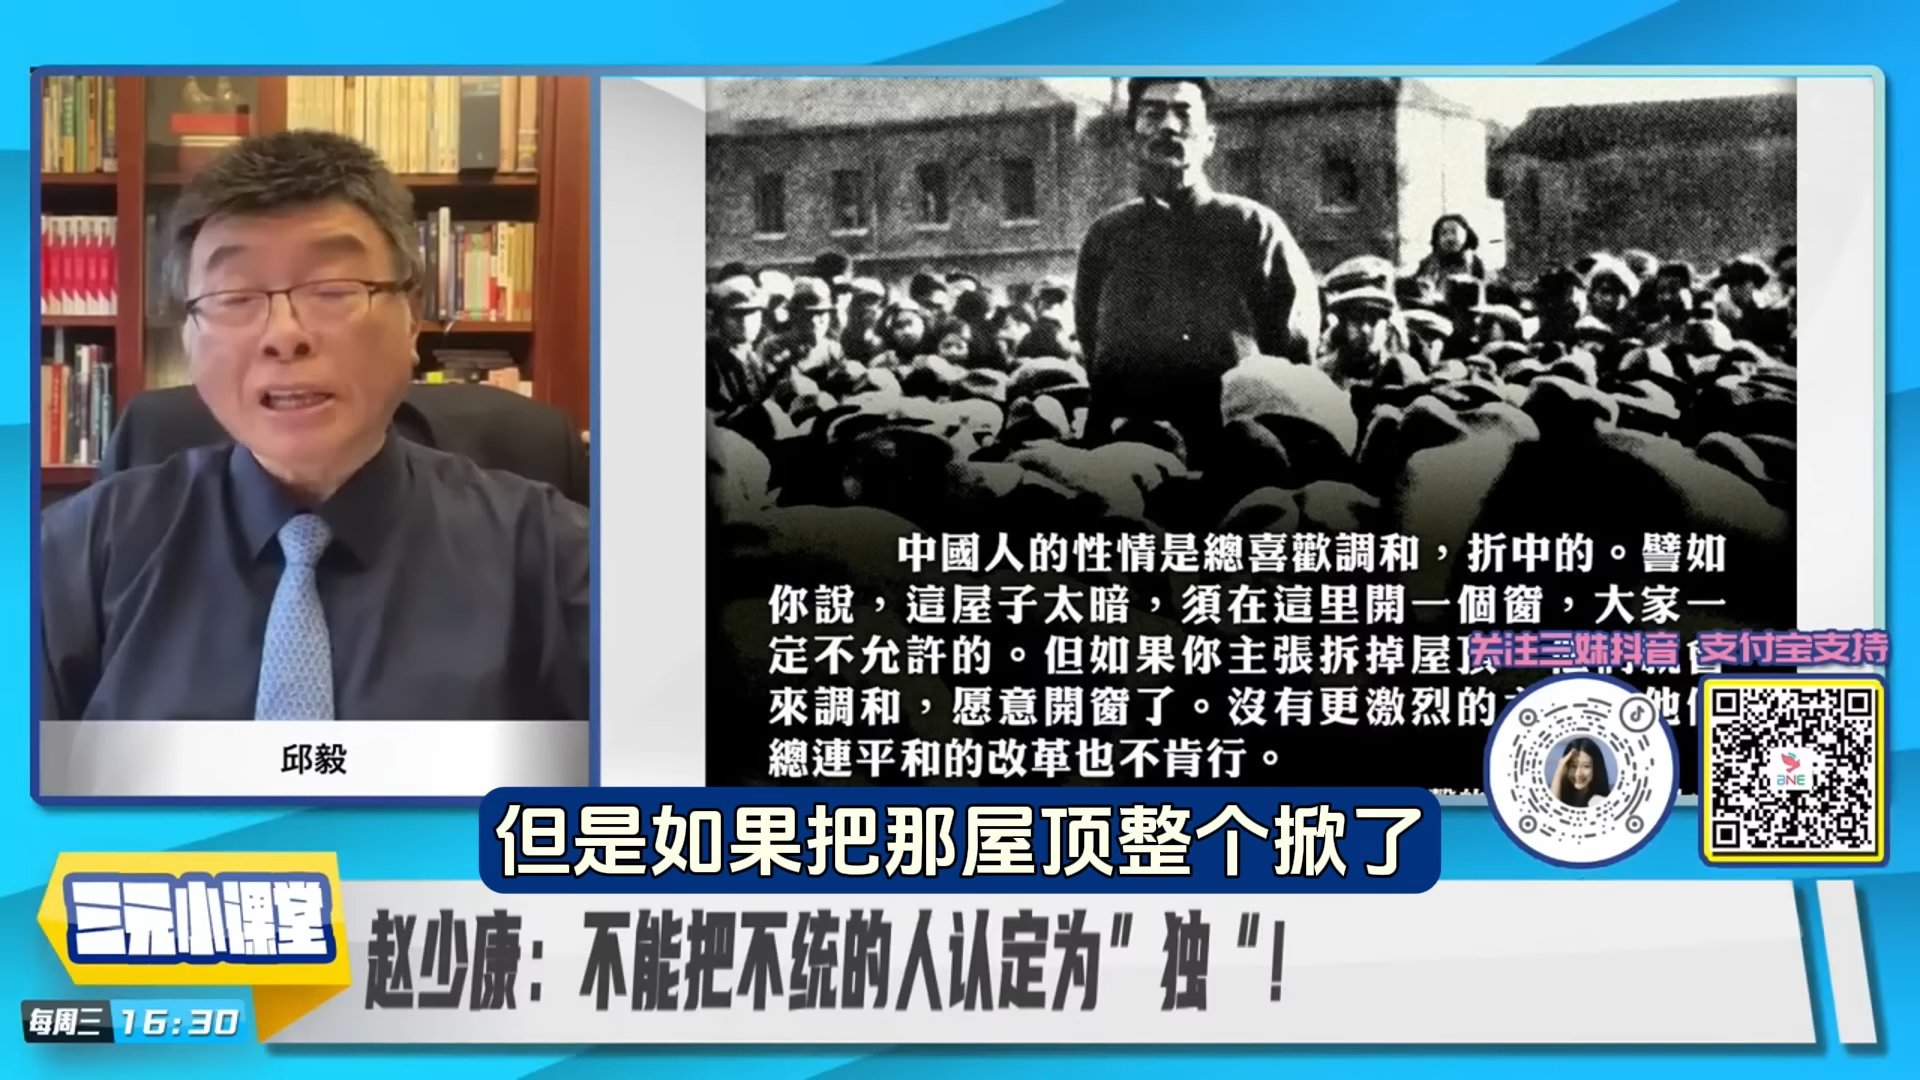 中國人的性情是總喜歡調和，折中的。譬如
你說，這屋子太暗，須在這里開一個窗，大家一
定不允許的。但如果你主張拆掉屋
來調和，愿意開窗了。沒有更激烈的
總連平和的改革也不肯行。
关注三妹抖音 支付宝支持
BNE
邱毅
但是如果把那屋顶整个掀了
三元小课堂
赵少康：不能把不统的人认定为”独“！
每周三 16:30